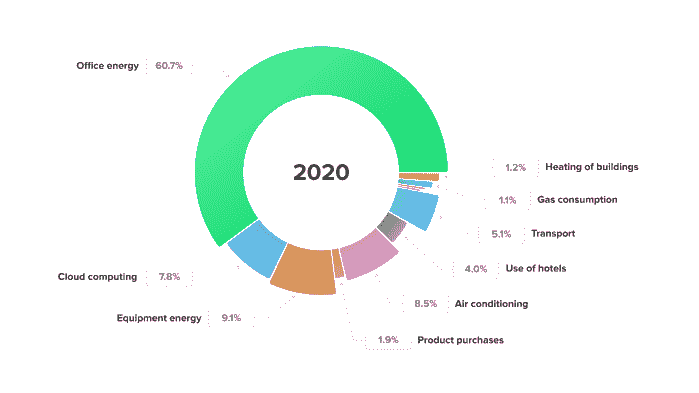 Office energy 60.7%
2020
1.2% Heating of buildings
1.1% Gas consumption
5.1% Transport
4.0% Use of hotels
Cloud computing 7.8%
8.5% Air conditioning
Equipment energy 9.1%
1.9% Product purchases